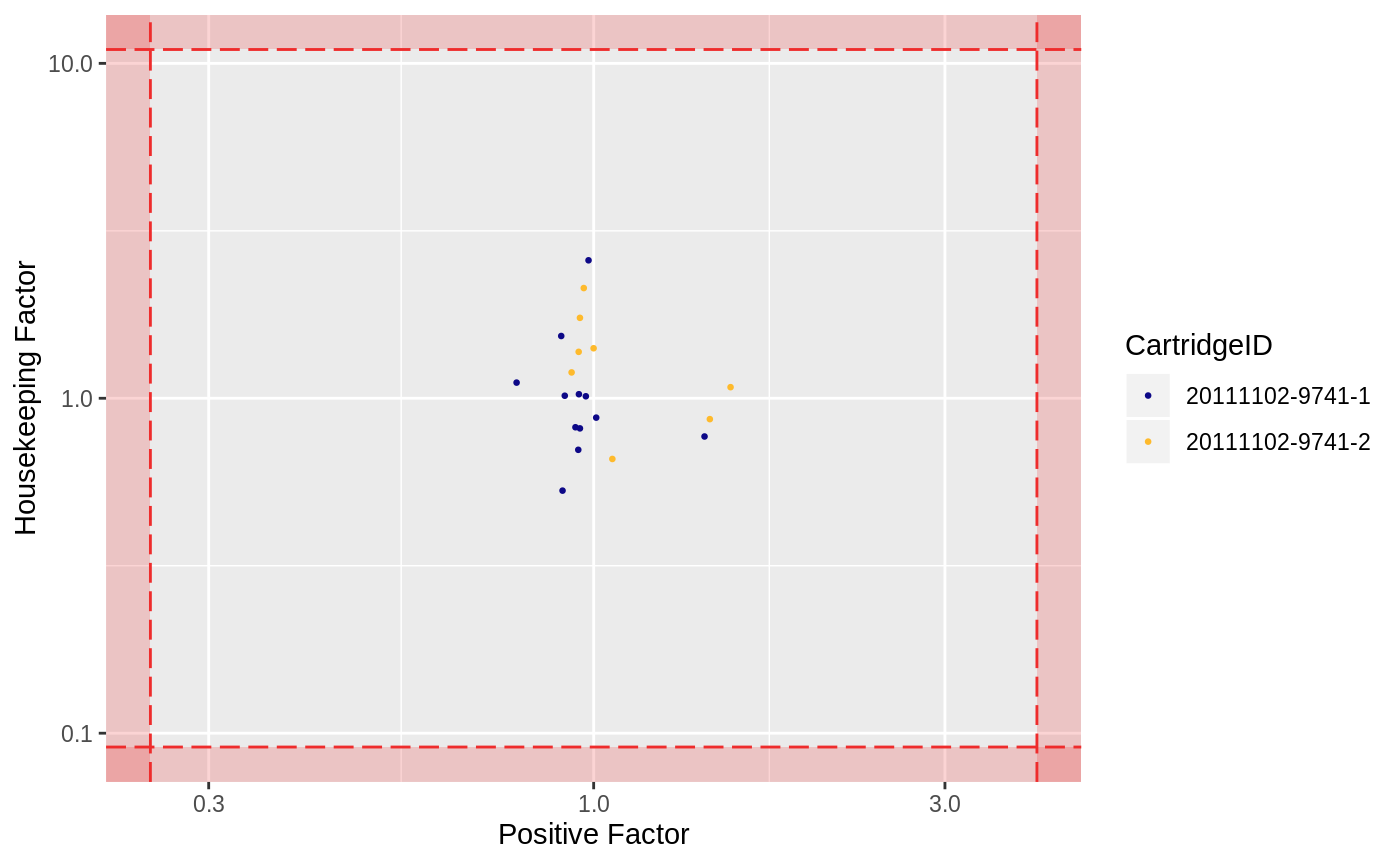 10.0
1.0
0.1
Housekeeping Factor
0.3
1.0
3.0
Positive Factor
CartridgeID
20111102-9741-1
20111102-9741-2